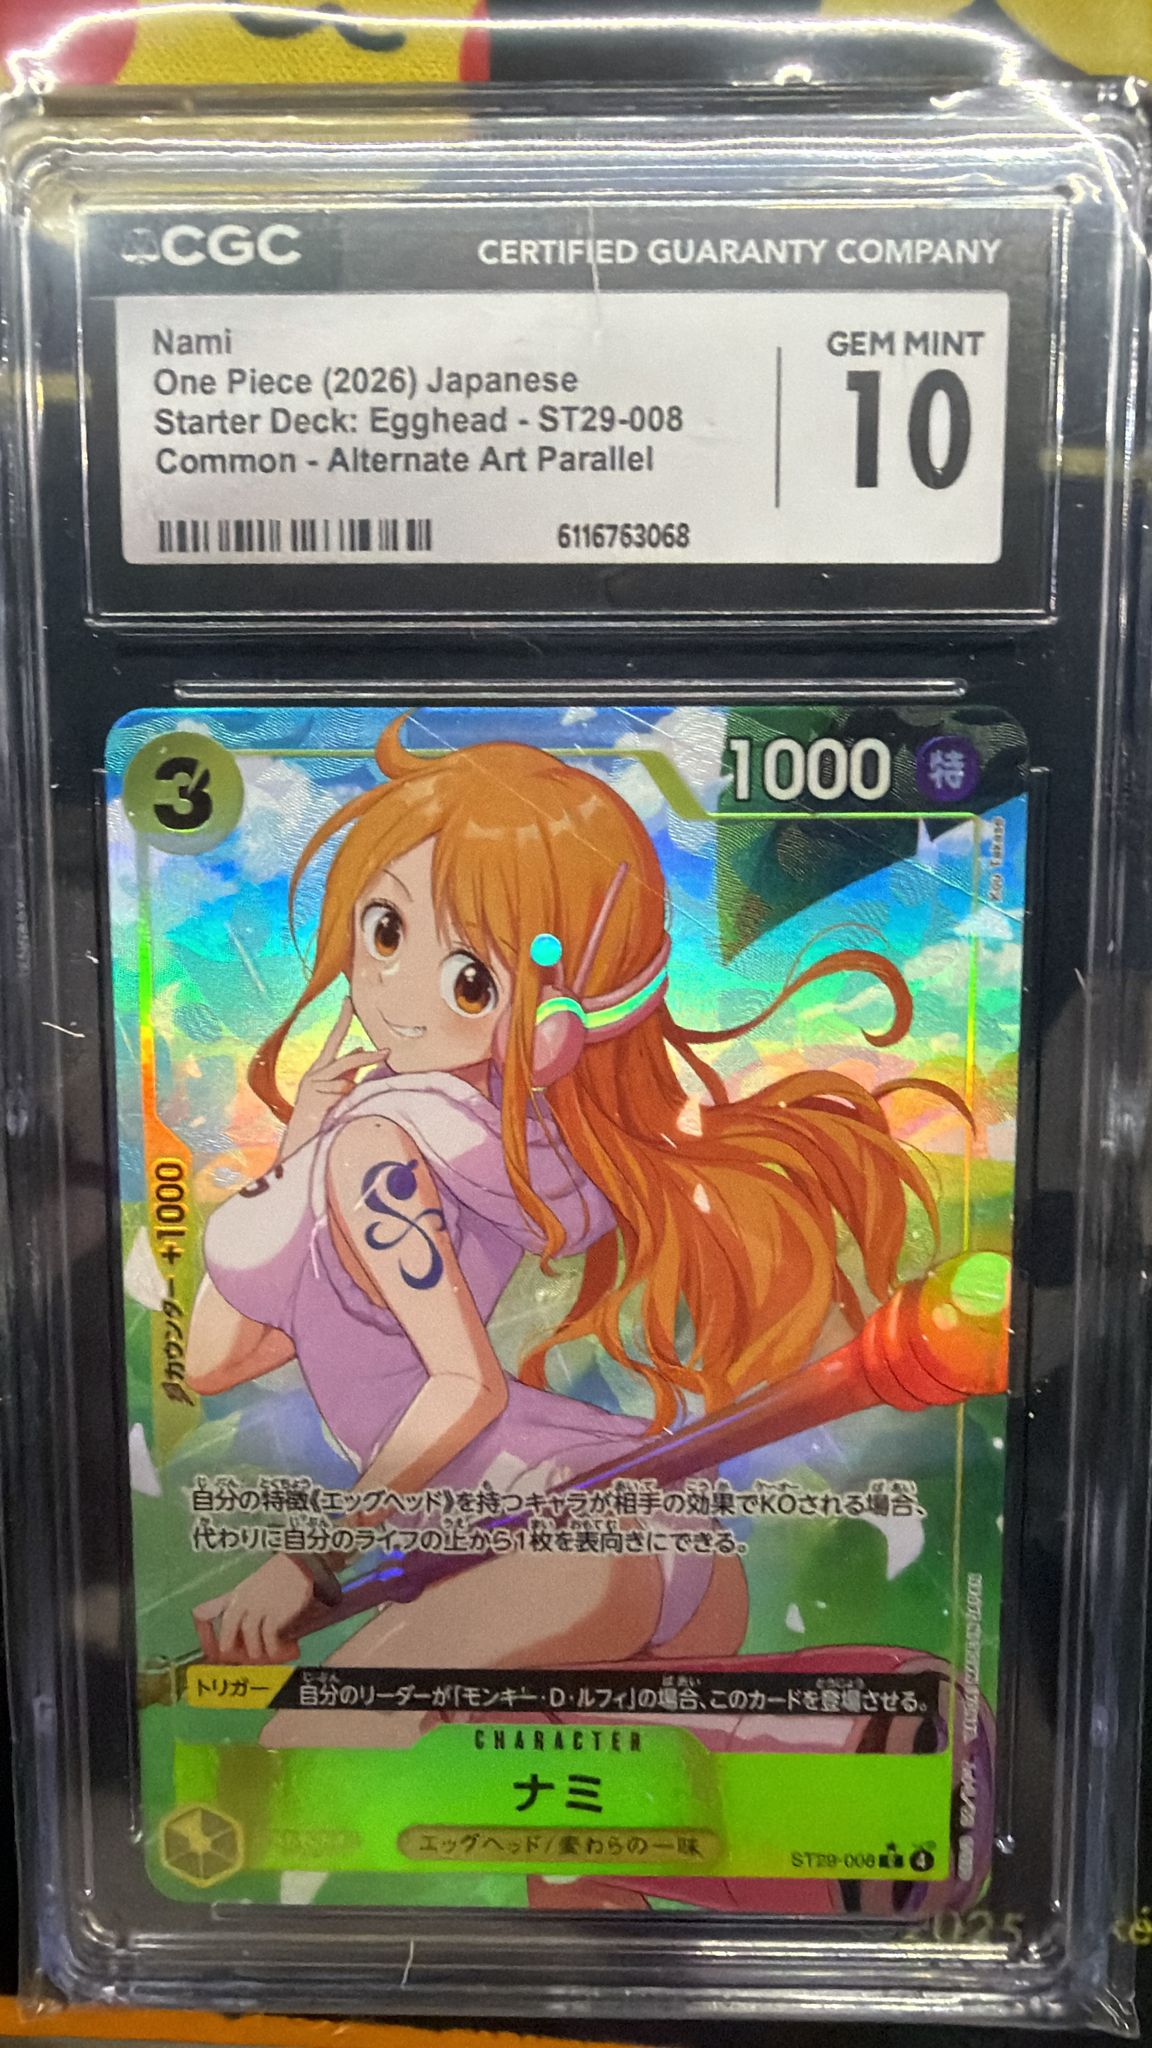 CGC CERTIFIED GUARANTY COMPANY
Nami
One Piece (2026) Japanese
Starter Deck: Egghead - ST29-008
Common - Alternate Art Parallel
GEM MINT
10
6116763068
3
1000 特
カウンター +1000
自分の特徴《エッグヘッド》を持つキャラが相手の効果でKOされる場合、
代わりに自分のライフの上から1枚を表向きにできる。
トリガー 自分のリーダーが「モンキー・D・ルフィ」の場合、このカードを登場させる。
CHARACTER
ナミ
エッグヘッド/麦わらの一味
ST29-008 4
2025